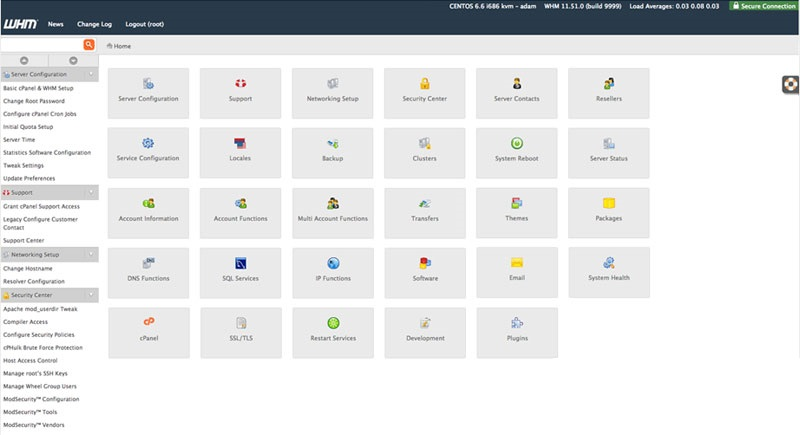 CENTOS 6.6 i686 kvm – adam WHM 11.51.0 (build 9999) Load Averages: 0.03 0.08 0.03 Secure Connection
WHM News Change Log Logout (root)
Home
Server Configuration
Basic cPanel & WHM Setup
Change Root Password
Configure cPanel Cron Jobs
Initial Quota Setup
Server Time
Statistics Software Configuration
Tweak Settings
Update Preferences
Support
Grant cPanel Support Access
Legacy Configure Customer
Contact
Support Center
Networking Setup
Change Hostname
Resolver Configuration
Security Center
Apache mod_userdir Tweak
Compiler Access
Configure Security Policies
cPHulk Brute Force Protection
Host Access Control
Manage root's SSH Keys
Manage Wheel Group Users
ModSecurity™ Configuration
ModSecurity™ Tools
ModSecurity™ Vendors
Server Configuration Support Networking Setup Security Center Server Contacts Resellers
Service Configuration Locales Backup Clusters System Reboot Server Status
Account Information Account Functions Multi Account Functions Transfers Themes Packages
DNS Functions SQL Services IP Functions Software Email System Health
cPanel SSL/TLS Restart Services Development Plugins